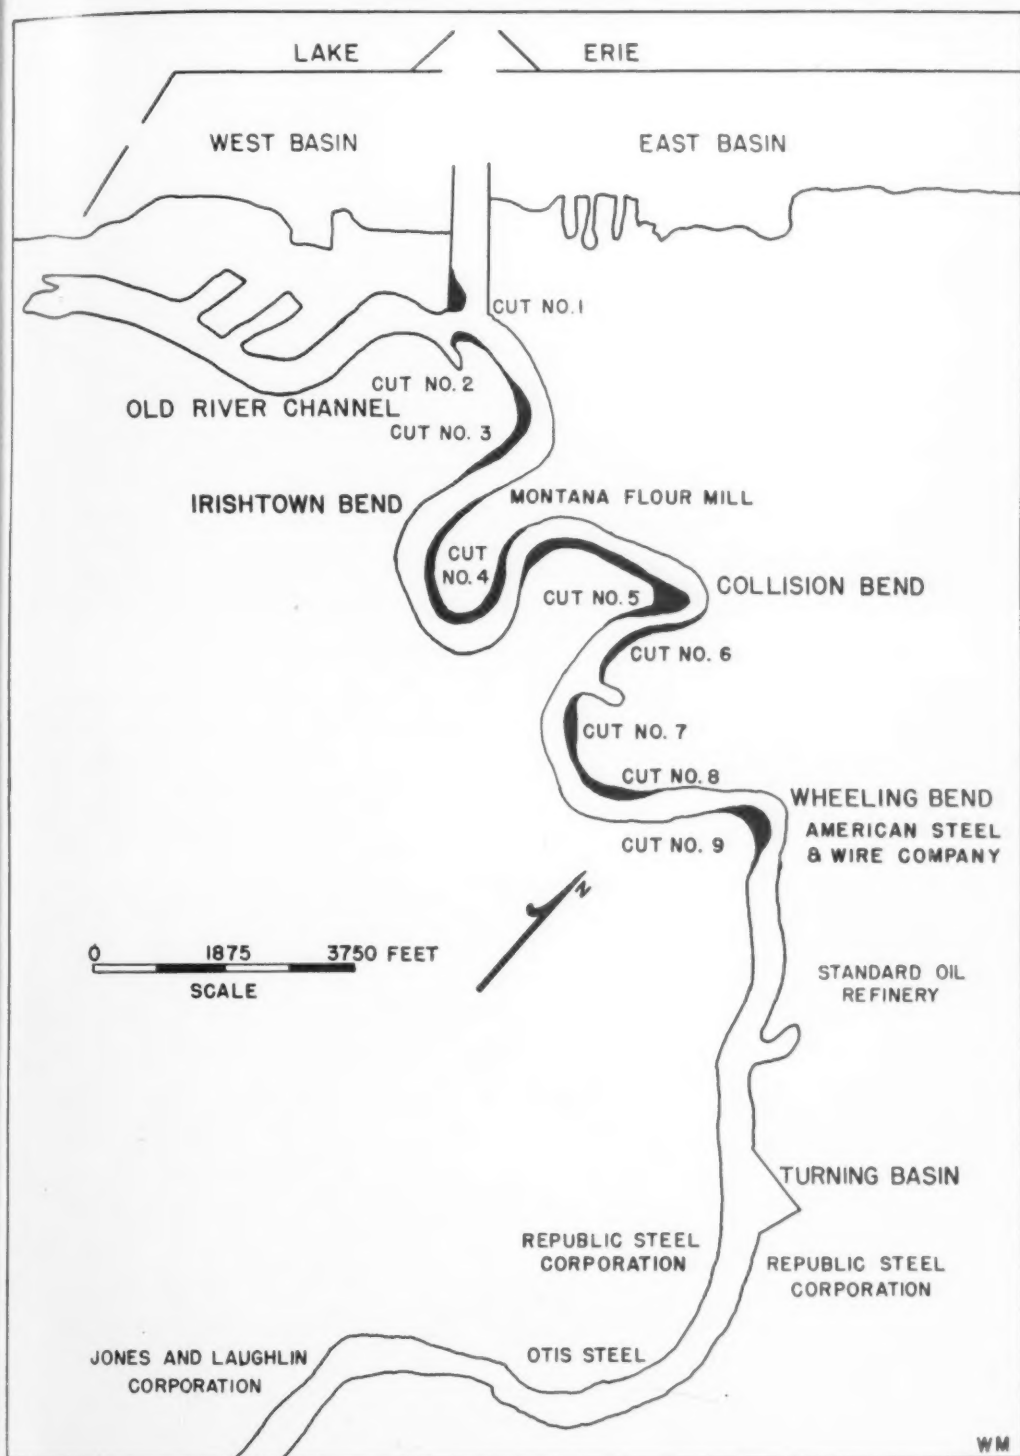 LAKE ERIE
WEST BASIN
EAST BASIN
CUT NO. 1
CUT NO. 2
OLD RIVER CHANNEL
CUT NO. 3
IRISHTOWN BEND
MONTANA FLOUR MILL
CUT
NO. 4
CUT NO. 5
COLLISION BEND
CUT NO. 6
CUT NO. 7
CUT NO. 8
WHEELING BEND
CUT NO. 9
AMERICAN STEEL
& WIRE COMPANY
N
0 1875 3750 FEET
SCALE
STANDARD OIL
REFINERY
TURNING BASIN
REPUBLIC STEEL
CORPORATION
REPUBLIC STEEL
CORPORATION
JONES AND LAUGHLIN
CORPORATION
OTIS STEEL
WM